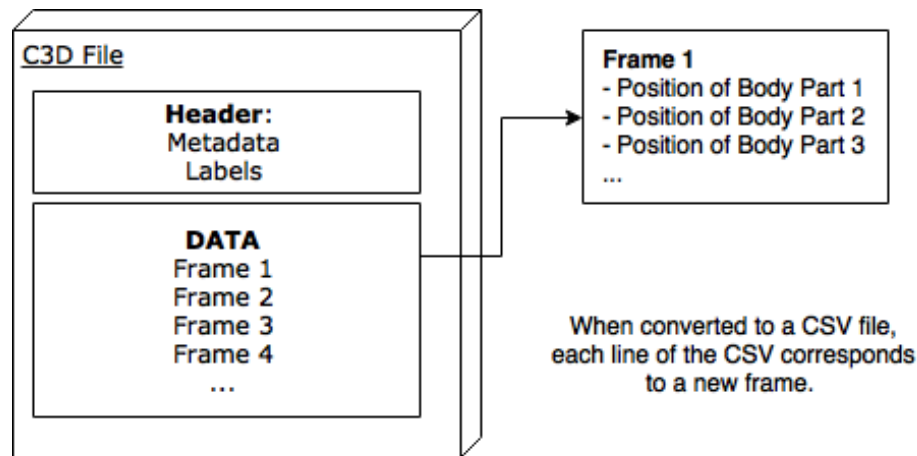 C3D File
Header:
Metadata
Labels
DATA
Frame 1
Frame 2
Frame 3
Frame 4
...
Frame 1
- Position of Body Part 1
- Position of Body Part 2
- Position of Body Part 3
...
When converted to a CSV file,
each line of the CSV corresponds
to a new frame.